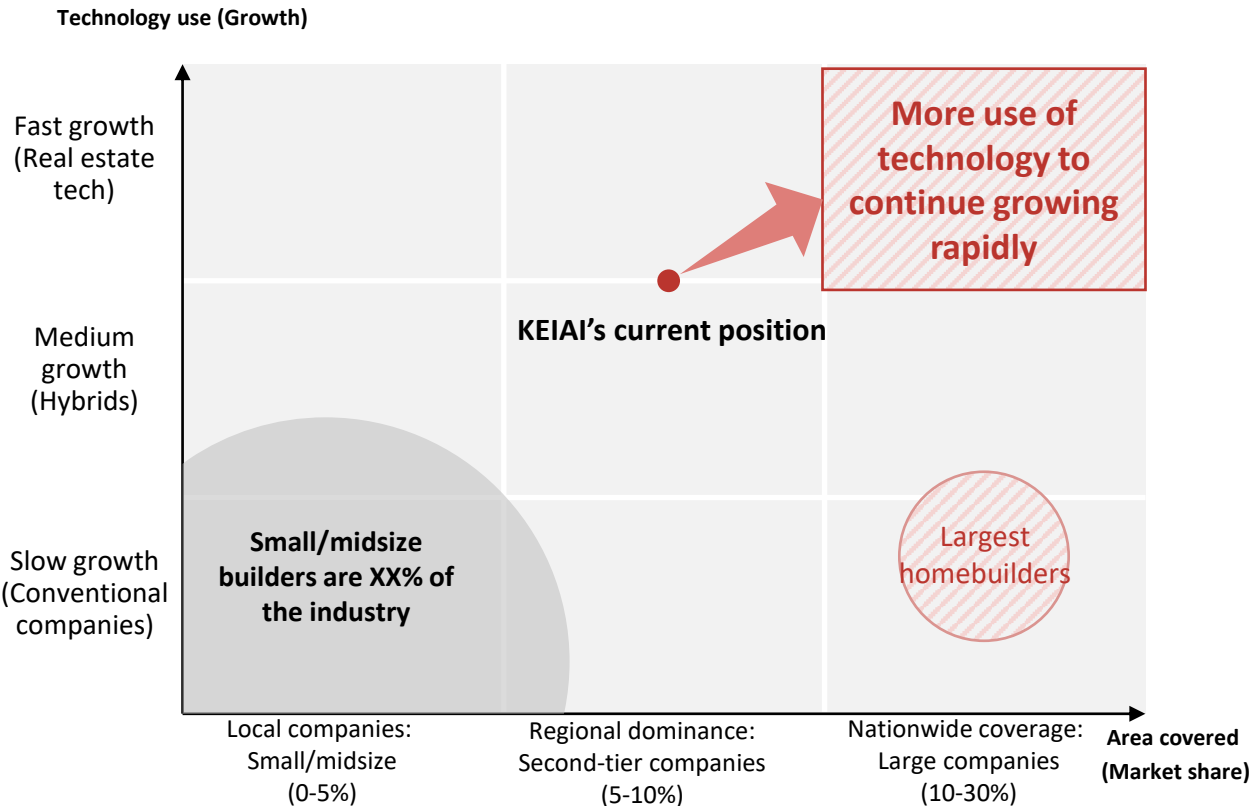 Technology use (Growth)
Fast growth
(Real estate
tech)
More use of
technology to
continue growing
rapidly
KEIAI's current position
Medium
growth
(Hybrids)
Small/midsize
builders are XX% of
the industry
Largest
homebuilders
Slow growth
(Conventional
companies)
Local companies:
Small/midsize
(0-5%)
Regional dominance:
Second-tier companies
(5-10%)
Nationwide coverage:
Large companies
(10-30%)
Area covered
(Market share)